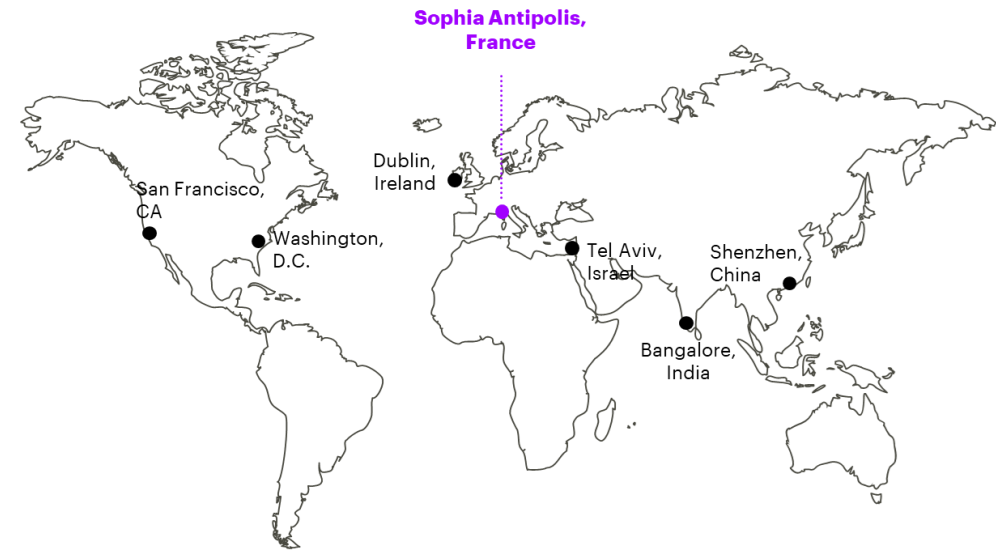 Sophia Antipolis,
France
Dublin,
Ireland
San Francisco,
CA
Washington,
D.C.
Tel Aviv,
Israel
Shenzhen,
China
Bangalore,
India